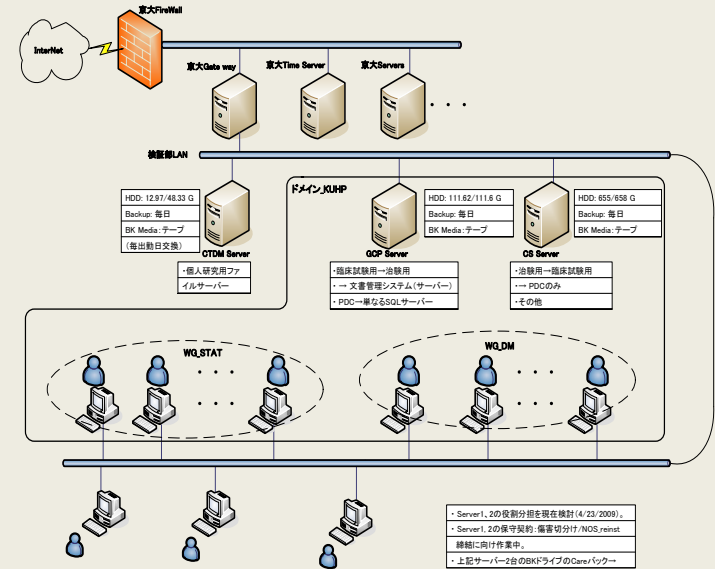 京大FireWall
InterNet
京大Gate way
京大Time Server
京大Servers
・・・
検証部LAN
ドメイン_KUHP
HDD: 12.97/48.33 G
Backup: 毎日
BK Media: テープ
(毎出勤日交換)
CTDM Server
・個人研究用ファ
イルサーバー
HDD: 111.62/111.6 G
Backup: 毎日
BK Media: テープ
GCP Server
・臨床試験用→治験用
・→ 文書管理システム(サーバー)
・PDC→単なるSQLサーバー
HDD: 655/658 G
Backup: 毎日
BK Media: テープ
CS Server
・治験用→臨床試験用
・→ PDCのみ
・その他
WG_STAT
・・・
・・・
WG_DM
・・・
・・・
・Server1、2の役割分担を現在検討(4/23/2009)。
・Server1, 2の保守契約:傷害切分け/NOS_reinst
締結に向け作業中。
・上記サーバー2台のBKドライブのCareパック→